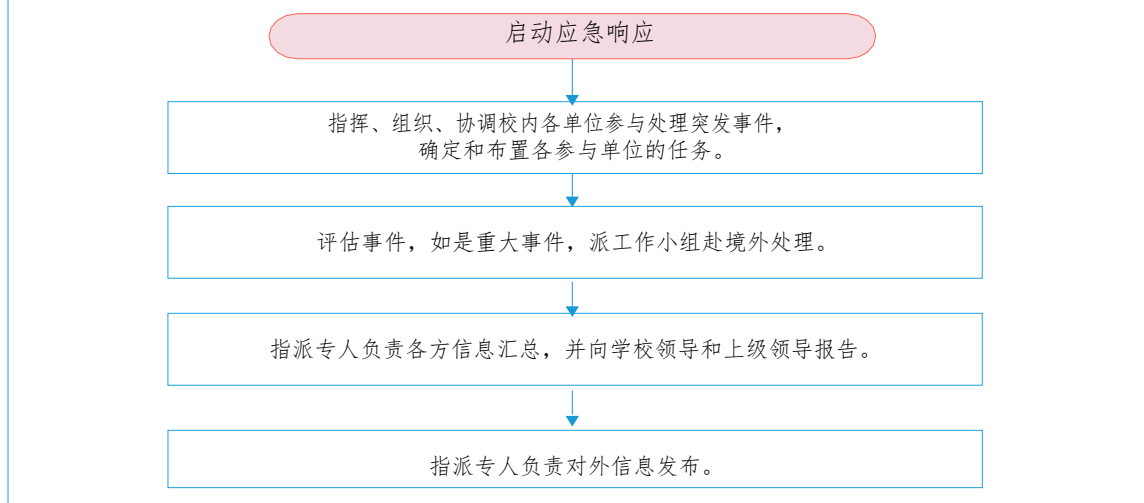 启动应急响应
指挥、组织、协调校内各单位参与处理突发事件，
确定和布置各参与单位的任务。
评估事件，如是重大事件，派工作小组赴境外处理。
指派专人负责各方信息汇总，并向学校领导和上级领导报告。
指派专人负责对外信息发布。